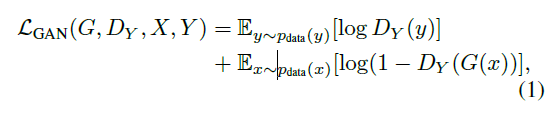 ℒ_GAN(G, D_Y, X, Y) = 𝔼_{y∼p_data(y)}[log D_Y(y)]
+ 𝔼_{x∼p_data(x)}[log(1 − D_Y(G(x))],
(1)